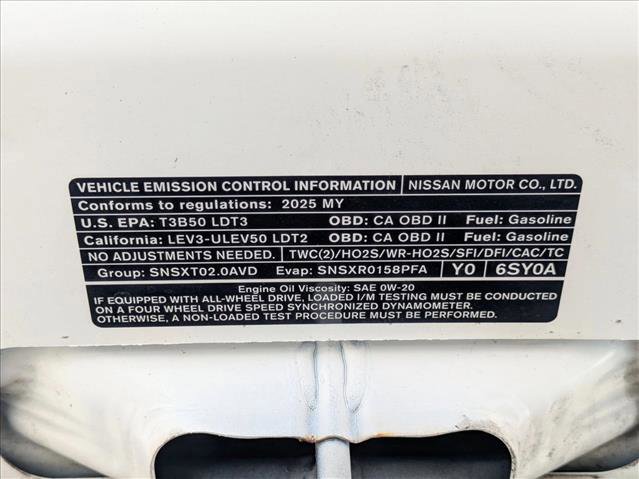 VEHICLE EMISSION CONTROL INFORMATION NISSAN MOTOR CO., LTD.
Conforms to regulations: 2025 MY
U.S. EPA: T3B50 LDT3 OBD: CA OBD II Fuel: Gasoline
California: LEV3-ULEV50 LDT2 OBD: CA OBD II Fuel: Gasoline
NO ADJUSTMENTS NEEDED. TWC(2)/HO2S/WR-HO2S/SFI/DFI/CAC/TC
Group: SNSXT02.0AVD Evap: SNSXR0158PFA Y0 6SY0A
Engine Oil Viscosity: SAE 0W-20
IF EQUIPPED WITH ALL-WHEEL DRIVE, LOADED I/M TESTING MUST BE CONDUCTED
ON A FOUR WHEEL DRIVE SPEED SYNCHRONIZED DYNAMOMETER.
OTHERWISE, A NON-LOADED TEST PROCEDURE MUST BE PERFORMED.